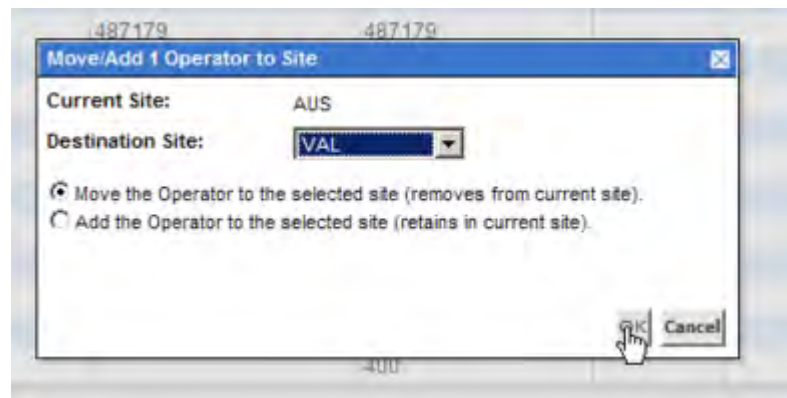 487179 487179
Move/Add 1 Operator to Site
Current Site: AUS
Destination Site: VAL
Move the Operator to the selected site (removes from current site).
Add the Operator to the selected site (retains in current site).
OK Cancel
400